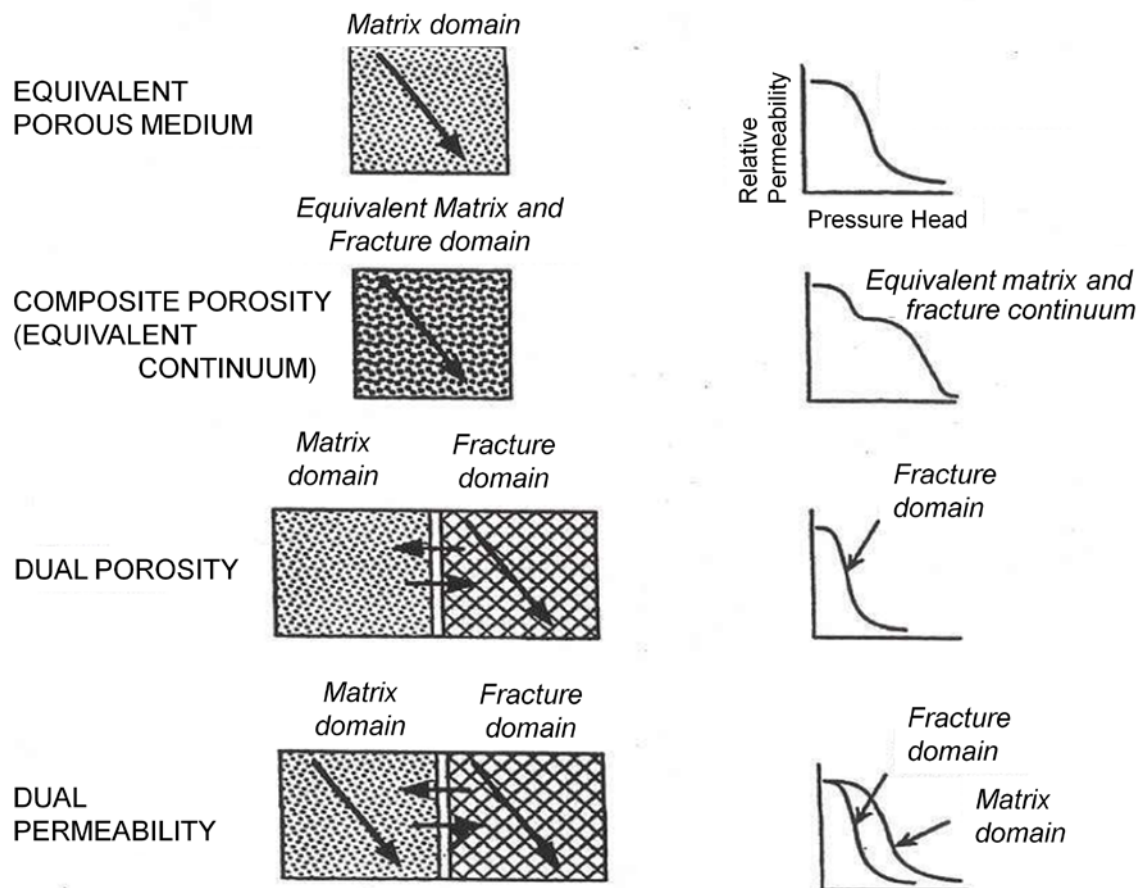 Matrix domain
EQUIVALENT
POROUS MEDIUM
Relative
Permeability
Pressure Head
Equivalent Matrix and
Fracture domain
COMPOSITE POROSITY
(EQUIVALENT
CONTINUUM)
Equivalent matrix and
fracture continuum
Matrix
domain
Fracture
domain
DUAL POROSITY
Fracture
domain
Matrix
domain
Fracture
domain
DUAL
PERMEABILITY
Fracture
domain
Matrix
domain